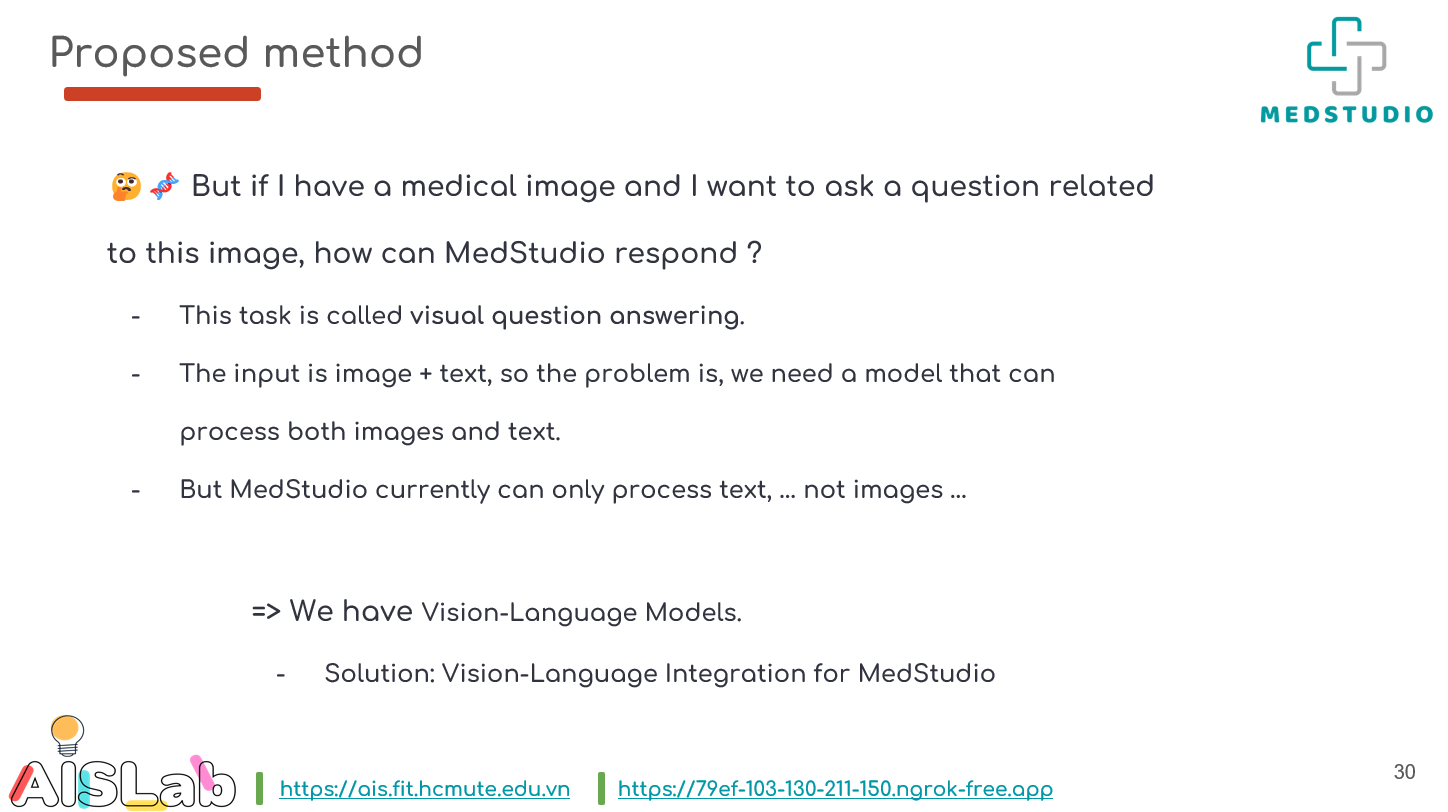 Proposed method
MEDSTUDIO
🤔🧬 But if I have a medical image and I want to ask a question related
to this image, how can MedStudio respond ?
- This task is called visual question answering.
- The input is image + text, so the problem is, we need a model that can
process both images and text.
- But MedStudio currently can only process text, ... not images ...
=> We have Vision-Language Models.
- Solution: Vision-Language Integration for MedStudio
AISLab
https://ais.fit.hcmute.edu.vn
https://79ef-103-130-211-150.ngrok-free.app
30